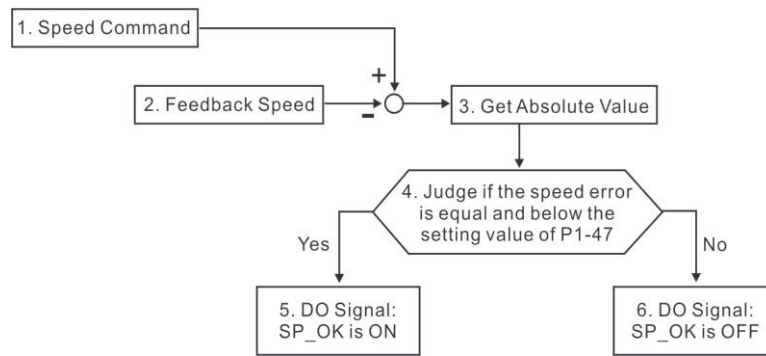 1. Speed Command
+
2. Feedback Speed
-
3. Get Absolute Value
4. Judge if the speed error
is equal and below the
setting value of P1-47
Yes
No
5. DO Signal:
SP_OK is ON
6. DO Signal:
SP_OK is OFF